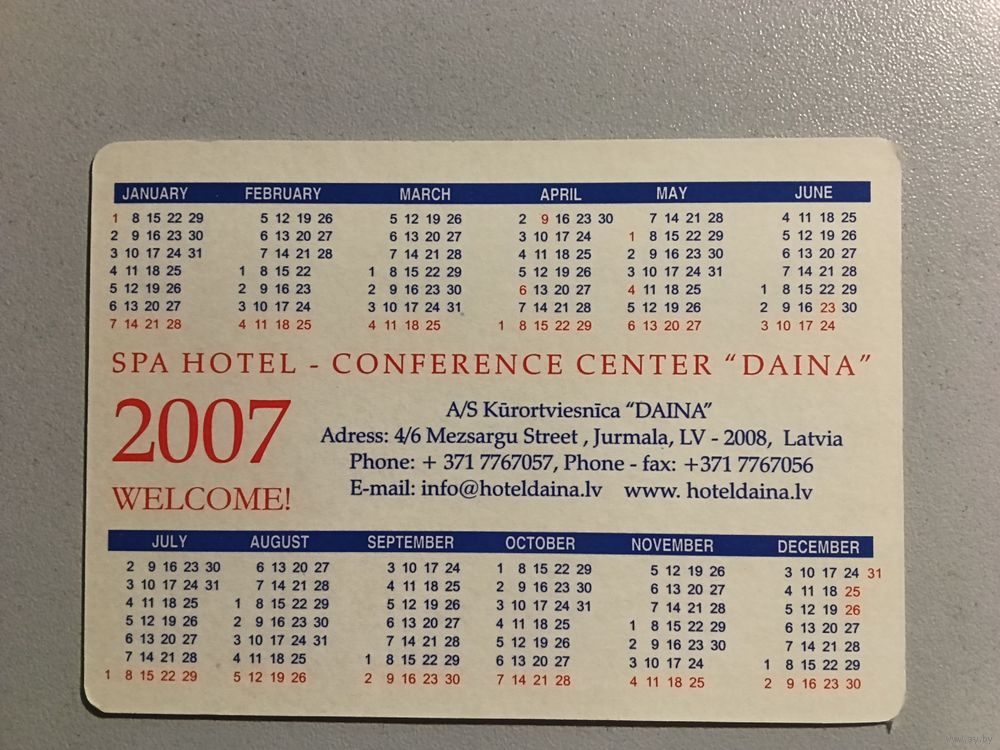 JANUARY FEBRUARY MARCH APRIL MAY JUNE
1 8 15 22 29 5 12 19 26 5 12 19 26 2 9 16 23 30 7 14 21 28 4 11 18 25
2 9 16 23 30 6 13 20 27 6 13 20 27 3 10 17 24 1 8 15 22 29 5 12 19 26
3 10 17 24 31 7 14 21 28 7 14 21 28 4 11 18 25 2 9 16 23 30 6 13 20 27
4 11 18 25 1 8 15 22 1 8 15 22 29 5 12 19 26 3 10 17 24 31 7 14 21 28
5 12 19 26 2 9 16 23 2 9 16 23 30 6 13 20 27 4 11 18 25 1 8 15 22 29
6 13 20 27 3 10 17 24 3 10 17 24 31 7 14 21 28 5 12 19 26 2 9 16 23 30
7 14 21 28 4 11 18 25 4 11 18 25 1 8 15 22 29 6 13 20 27 3 10 17 24
SPA HOTEL - CONFERENCE CENTER “DAINA”
2007
WELCOME!
A/S Kūrortviesnīca “DAINA”
Adress: 4/6 Mezsargu Street , Jurmala, LV - 2008, Latvia
Phone: + 371 7767057, Phone - fax: +371 7767056
E-mail: info@hoteldaina.lv www. hoteldaina.lv
JULY AUGUST SEPTEMBER OCTOBER NOVEMBER DECEMBER
2 9 16 23 30 6 13 20 27 3 10 17 24 1 8 15 22 29 5 12 19 26 3 10 17 24 31
3 10 17 24 31 7 14 21 28 4 11 18 25 2 9 16 23 30 6 13 20 27 4 11 18 25
4 11 18 25 1 8 15 22 29 5 12 19 26 3 10 17 24 31 7 14 21 28 5 12 19 26
5 12 19 26 2 9 16 23 30 6 13 20 27 4 11 18 25 1 8 15 22 29 6 13 20 27
6 13 20 27 3 10 17 24 31 7 14 21 28 5 12 19 26 2 9 16 23 30 7 14 21 28
7 14 21 28 4 11 18 25 1 8 15 22 29 6 13 20 27 3 10 17 24 1 8 15 22 29
1 8 15 22 29 5 12 19 26 2 9 16 23 30 7 14 21 28 4 11 18 25 2 9 16 23 30